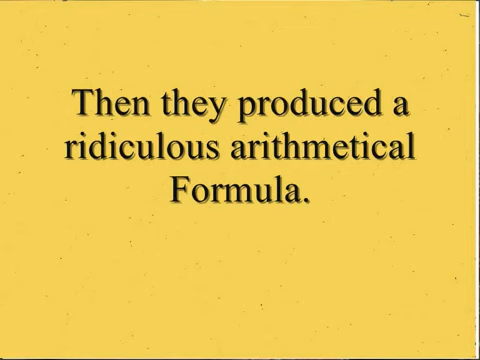 Then they produced a
ridiculous arithmetical
Formula.